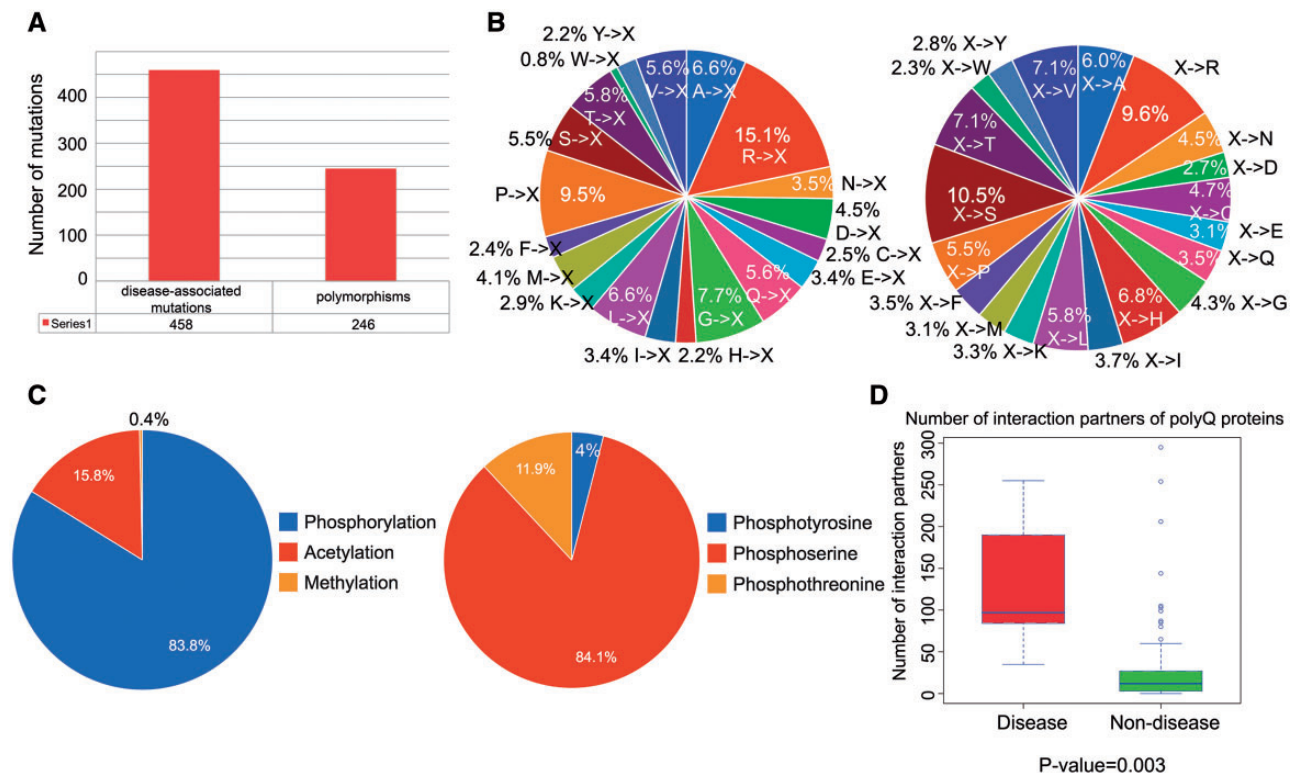 A
Number of mutations
400
300
200
100
0
disease-associated
mutations
polymorphisms
Series1
458
246
B
2.2% Y->X
0.8% W->X
5.8%
T->X
5.5% S->X
P->X
9.5%
2.4% F->X
4.1% M->X
2.9% K->X
6.6%
L->X
3.4% I->X
2.2% H->X
7.7%
G->X
5.6%
Q->X
3.4% E->X
2.5% C->X
4.5%
D->X
3.5%
N->X
15.1%
R->X
6.6%
A->X
5.6%
V->X
2.8% X->Y
2.3% X->W
7.1%
X->V
6.0%
X->A
X->R
9.6%
4.5%
X->N
2.7%
X->D
4.7%
X->C
3.1%
X->E
3.5%
X->Q
4.3% X->G
6.8%
X->H
3.7% X->I
5.8%
X->L
3.3% X->K
3.1% X->M
3.5% X->F
5.5%
X->P
10.5%
X->S
7.1%
X->T
C
0.4%
15.8%
83.8%
Phosphorylation
Acetylation
Methylation
4%
11.9%
84.1%
Phosphotyrosine
Phosphoserine
Phosphothreonine
D
Number of interaction partners of polyQ proteins
Number of interaction partners
300
250
200
150
100
50
0
Disease
Non-disease
P-value=0.003